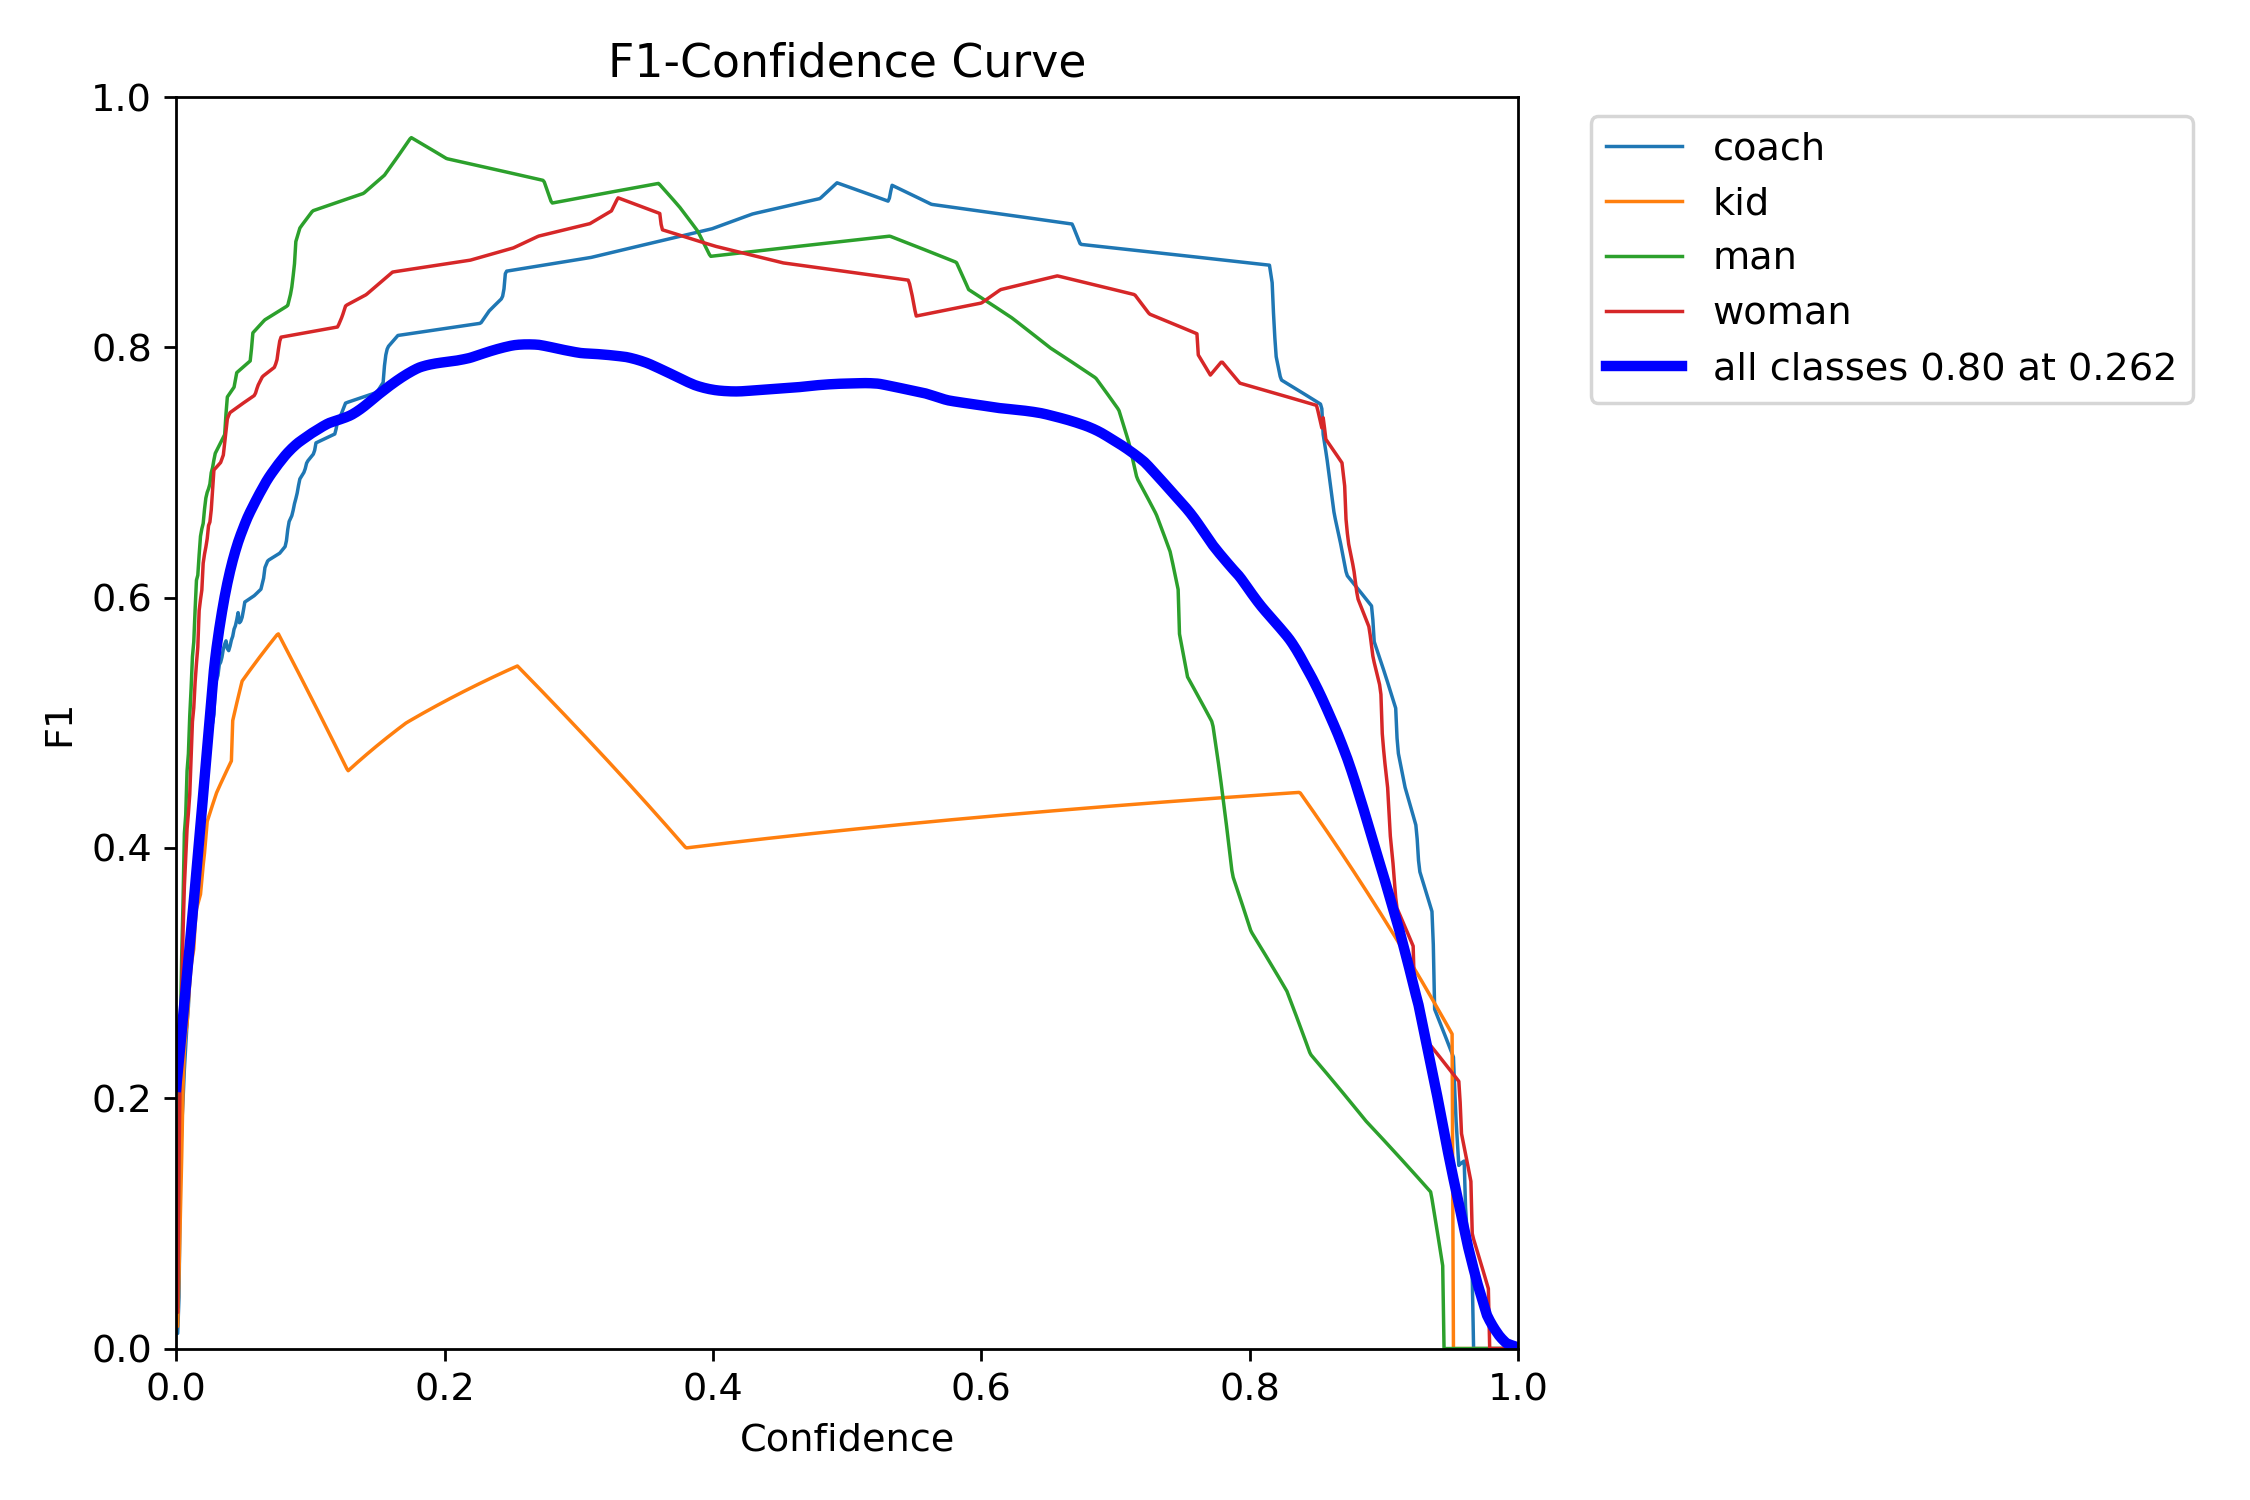 F1-Confidence Curve
1.0
0.8
0.6
0.4
0.2
0.0
F1
0.0 0.2 0.4 0.6 0.8 1.0
Confidence
coach
kid
man
woman
all classes 0.80 at 0.262